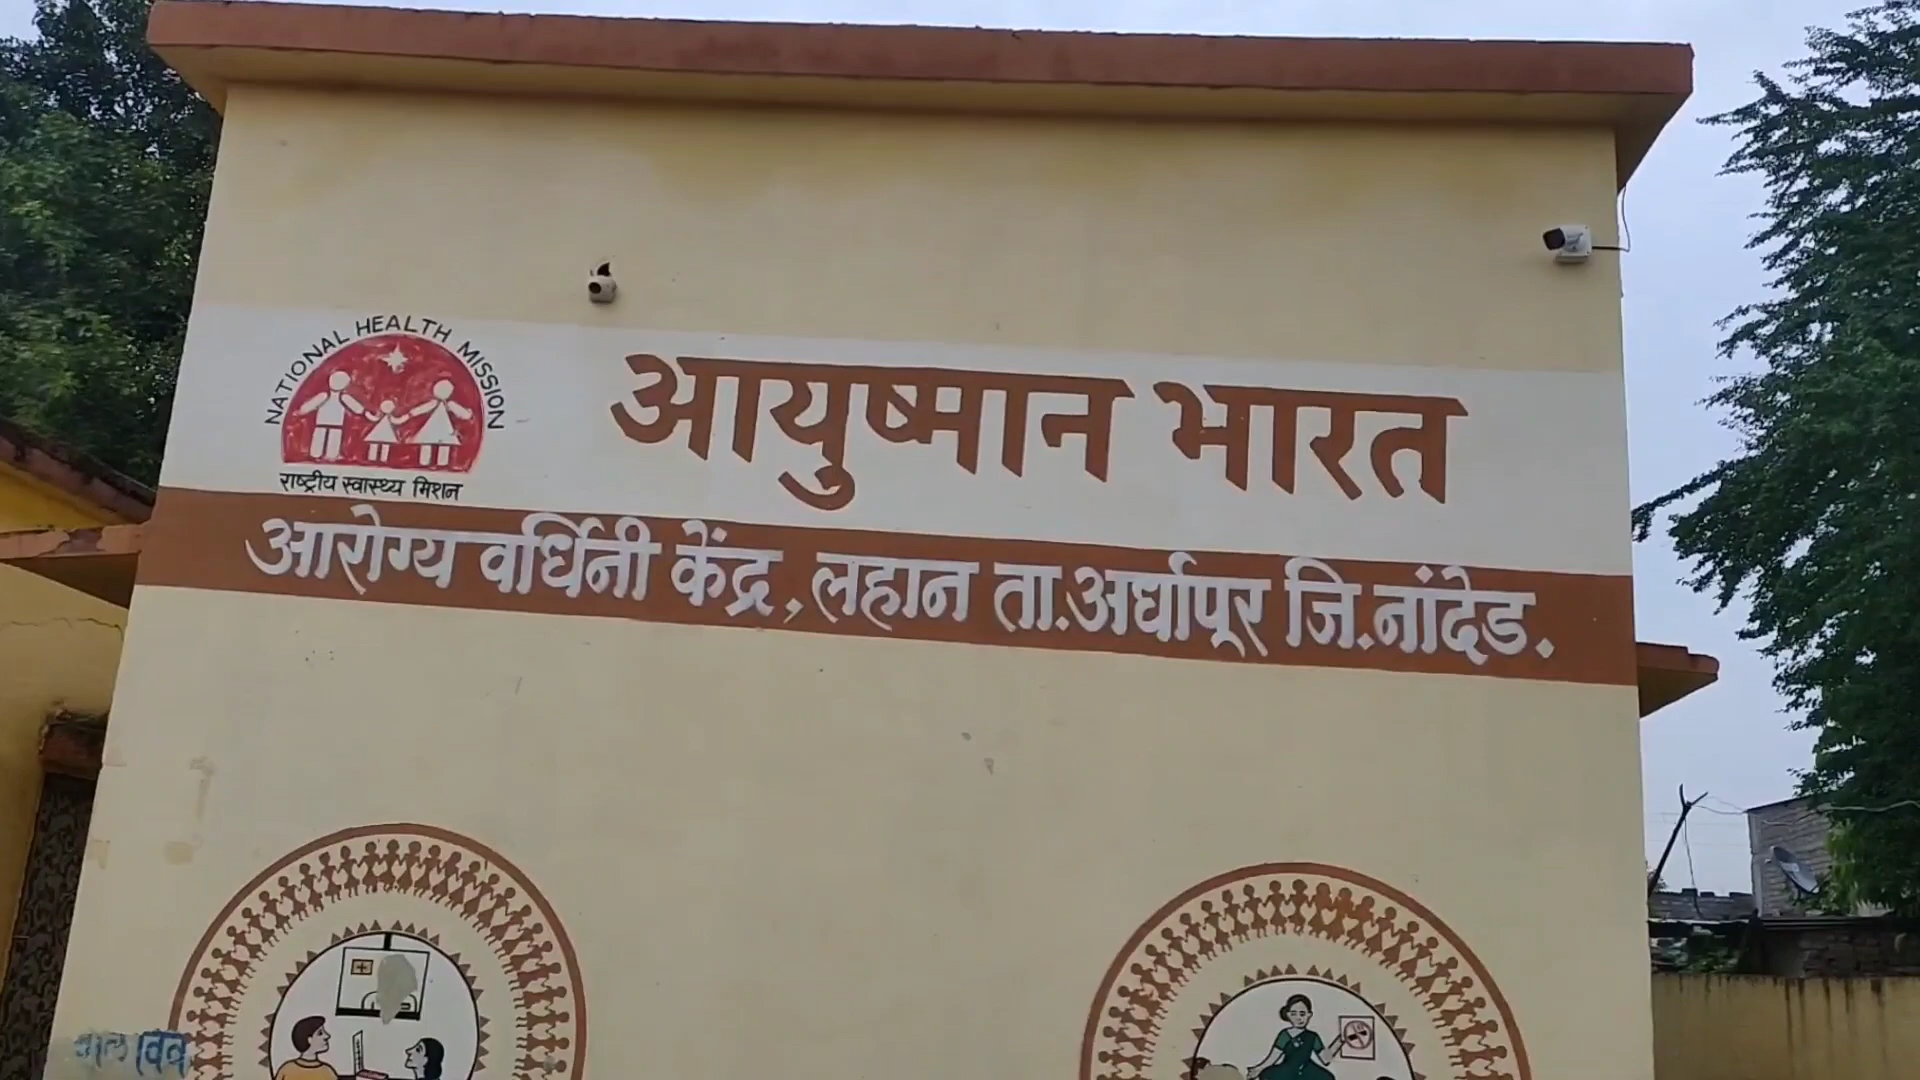 NATIONAL HEALTH MISSION
राष्ट्रीय स्वास्थ्य मिशन
आयुष्मान भारत
आरोग्य वर्धिनी केंद्र, लहान ता.अर्धापूर जि.नांदेड.